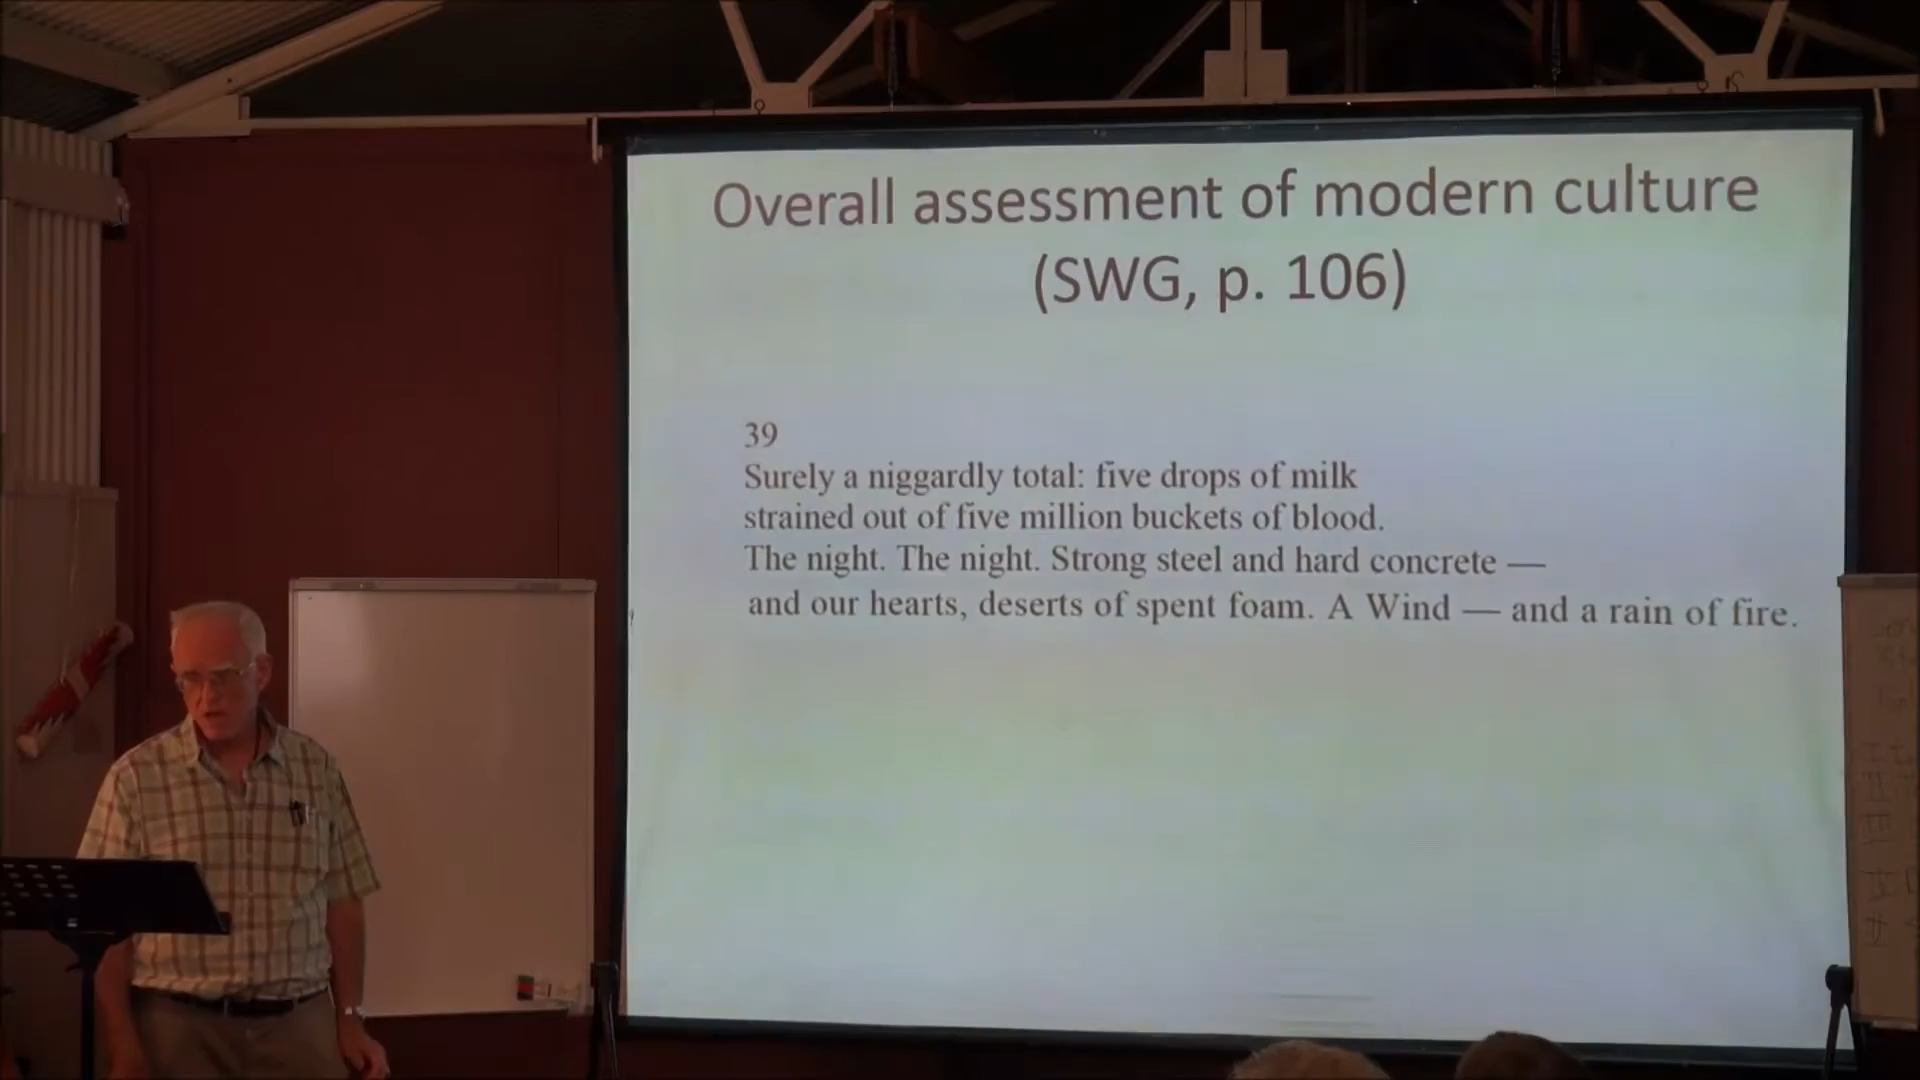 Overall assessment of modern culture
(SWG, p. 106)
39
Surely a niggardly total: five drops of milk
strained out of five million buckets of blood.
The night. The night. Strong steel and hard concrete —
and our hearts, deserts of spent foam. A Wind — and a rain of fire.